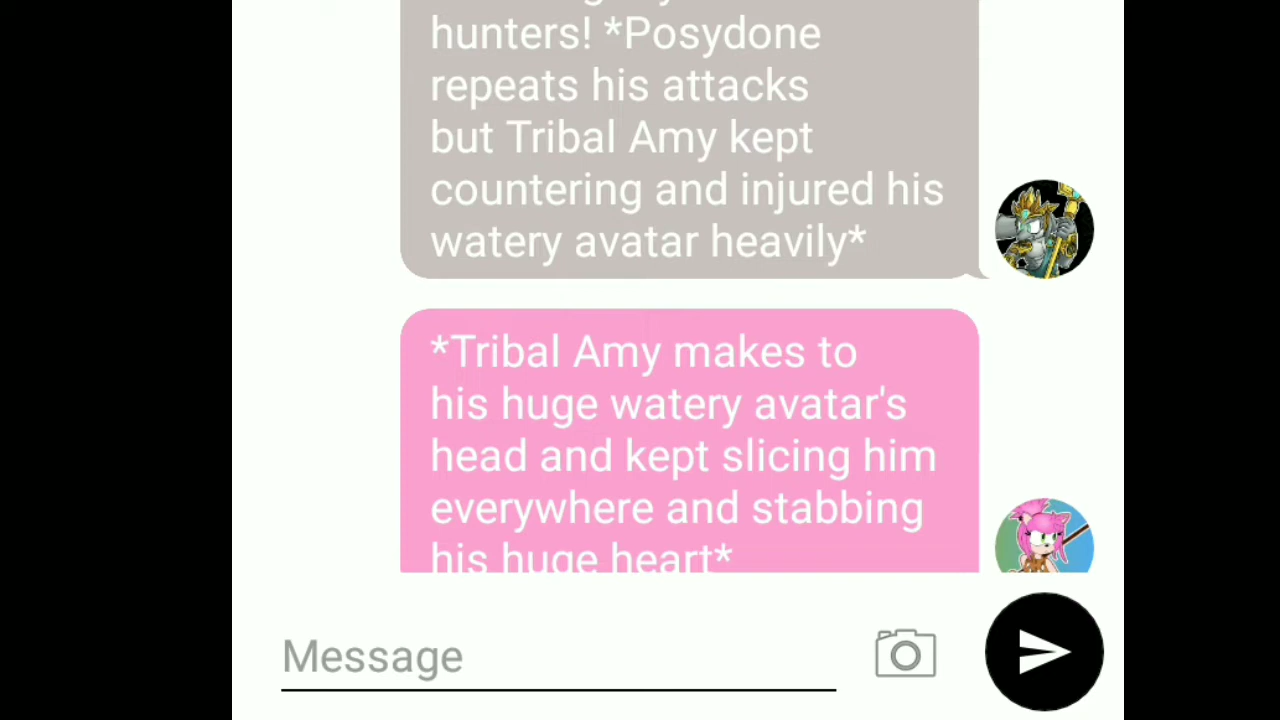 hunters! *Posydone
repeats his attacks
but Tribal Amy kept
countering and injured his
watery avatar heavily*
*Tribal Amy makes to
his huge watery avatar's
head and kept slicing him
everywhere and stabbing
his huge heart*
Message